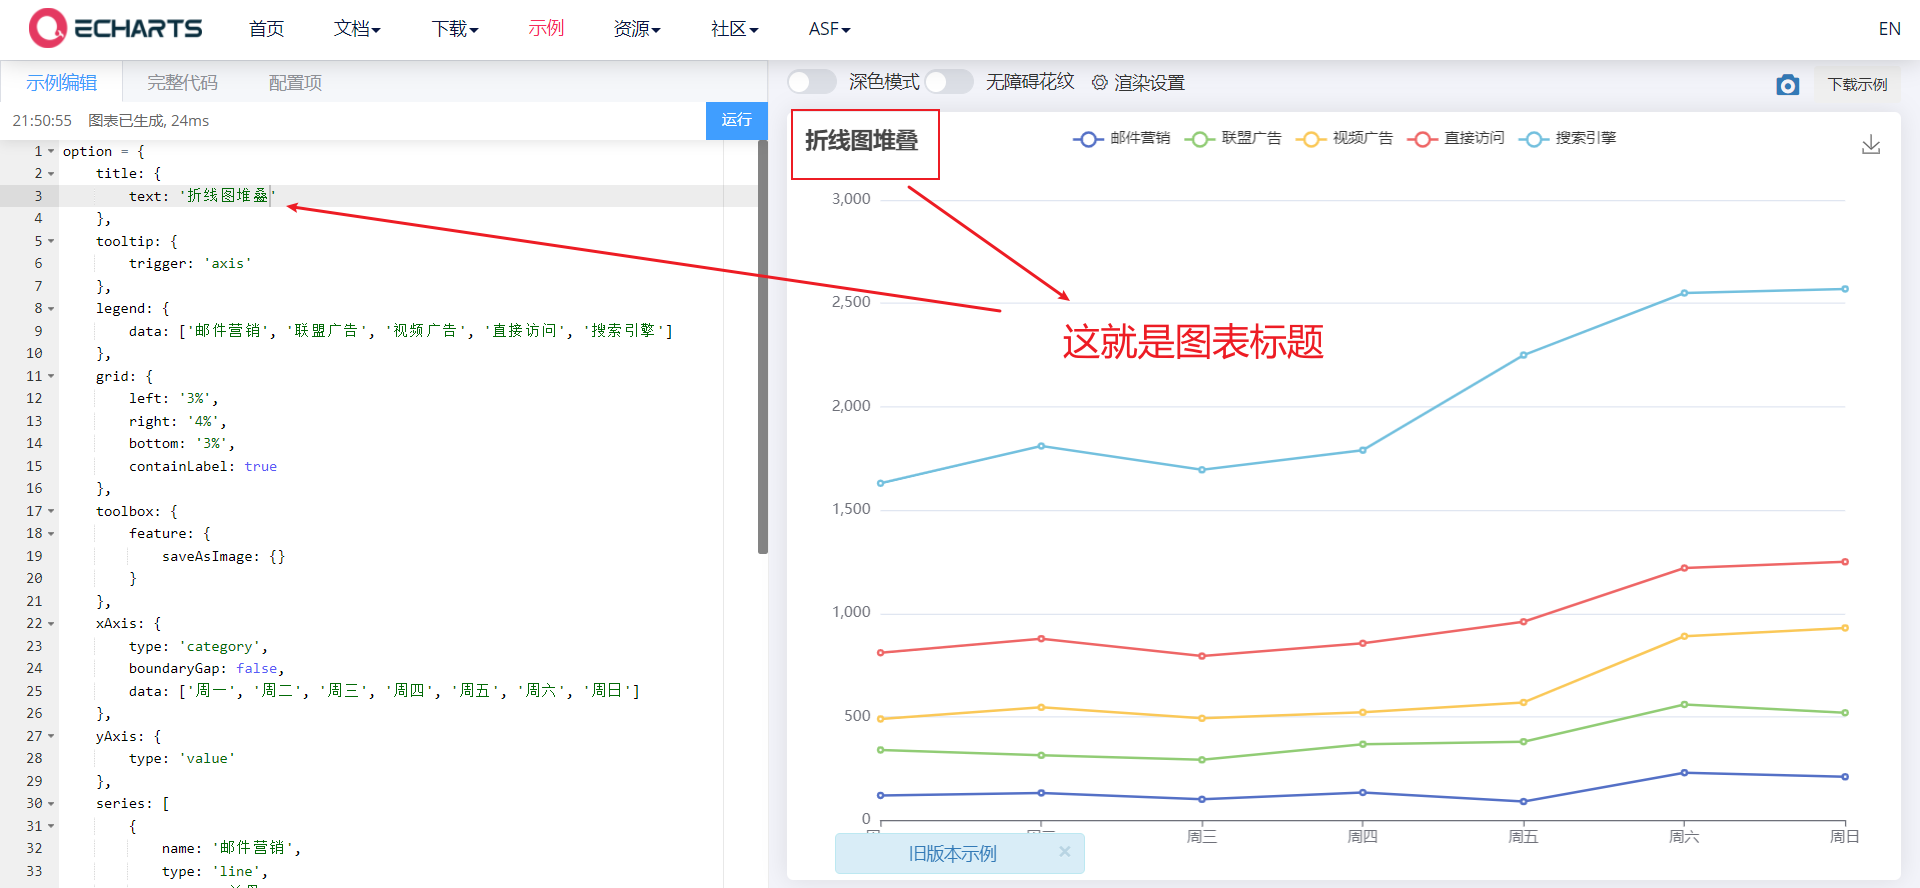 ECHARTS 首页 文档 下载 示例 资源 社区 ASF EN
示例编辑 完整代码 配置项
21:50:55 图表已生成, 24ms 运行
1 option = {
2 title: {
3 text: '折线图堆叠'
4 },
5 tooltip: {
6 trigger: 'axis'
7 },
8 legend: {
9 data: ['邮件营销', '联盟广告', '视频广告', '直接访问', '搜索引擎']
10 },
11 grid: {
12 left: '3%',
13 right: '4%',
14 bottom: '3%',
15 containLabel: true
16 },
17 toolbox: {
18 feature: {
19 saveAsImage: {}
20 }
21 },
22 xAxis: {
23 type: 'category',
24 boundaryGap: false,
25 data: ['周一', '周二', '周三', '周四', '周五', '周六', '周日']
26 },
27 yAxis: {
28 type: 'value'
29 },
30 series: [
31 {
32 name: '邮件营销',
33 type: 'line',
深色模式 无障碍花纹 渲染设置 下载示例
折线图堆叠 邮件营销 联盟广告 视频广告 直接访问 搜索引擎
3,000
2,500
这就是图表标题
2,000
1,500
1,000
500
0
周三 周四 周五 周六 周日
旧版本示例 ×